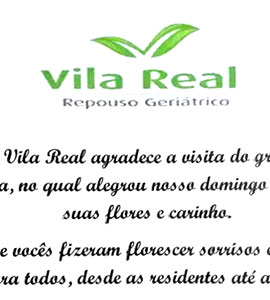 Vila Real
Repouso Geriátrico
Vila Real agradece a visita do
a, no qual alegrou nosso domingo
suas flores e carinho.
e vocês fizeram florescer sorrisos
ra todos, desde as residentes até a